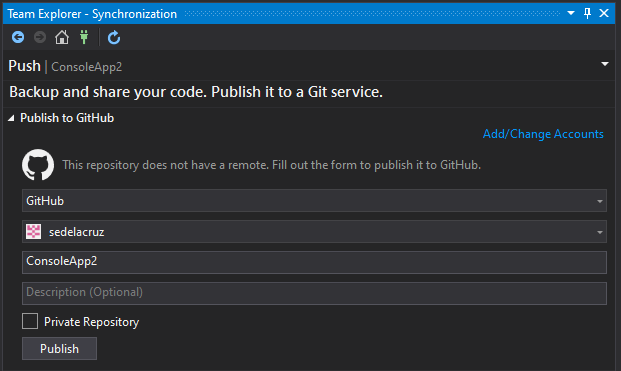 Team Explorer - Synchronization
Push | ConsoleApp2
Backup and share your code. Publish it to a Git service.
Publish to GitHub
Add/Change Accounts
This repository does not have a remote. Fill out the form to publish it to GitHub.
GitHub
sedelacruz
ConsoleApp2
Description (Optional)
Private Repository
Publish